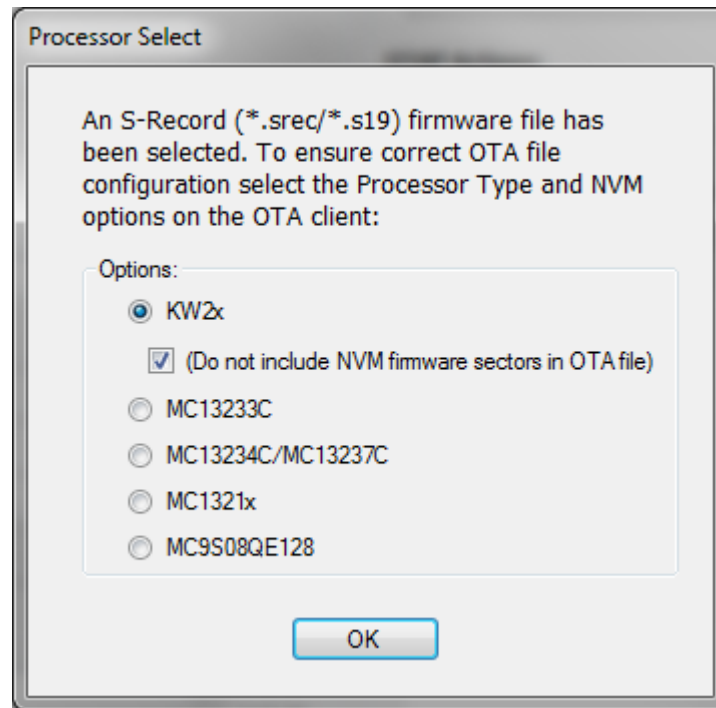 Processor Select
An S-Record (*.srec/*.s19) firmware file has
been selected. To ensure correct OTA file
configuration select the Processor Type and NVM
options on the OTA client:
Options:
KW2x
(Do not include NVM firmware sectors in OTA file)
MC13233C
MC13234C/MC13237C
MC1321x
MC9S08QE128
OK